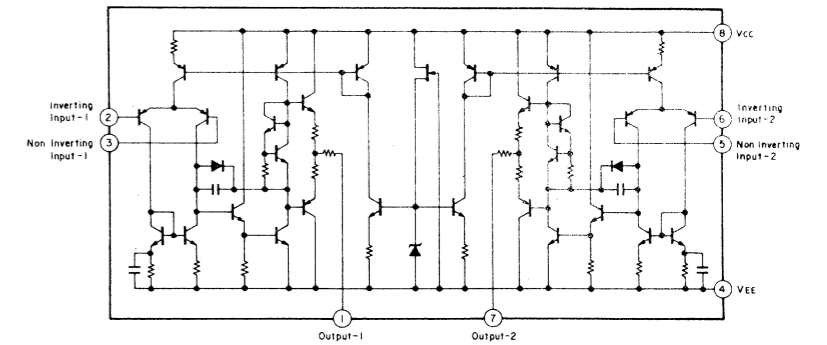 8 VCC
Inverting
Input-1
2
Non Inverting
Input-1
3
6
Inverting
Input-2
5
Non Inverting
Input-2
4 VEE
1
Output-1
7
Output-2